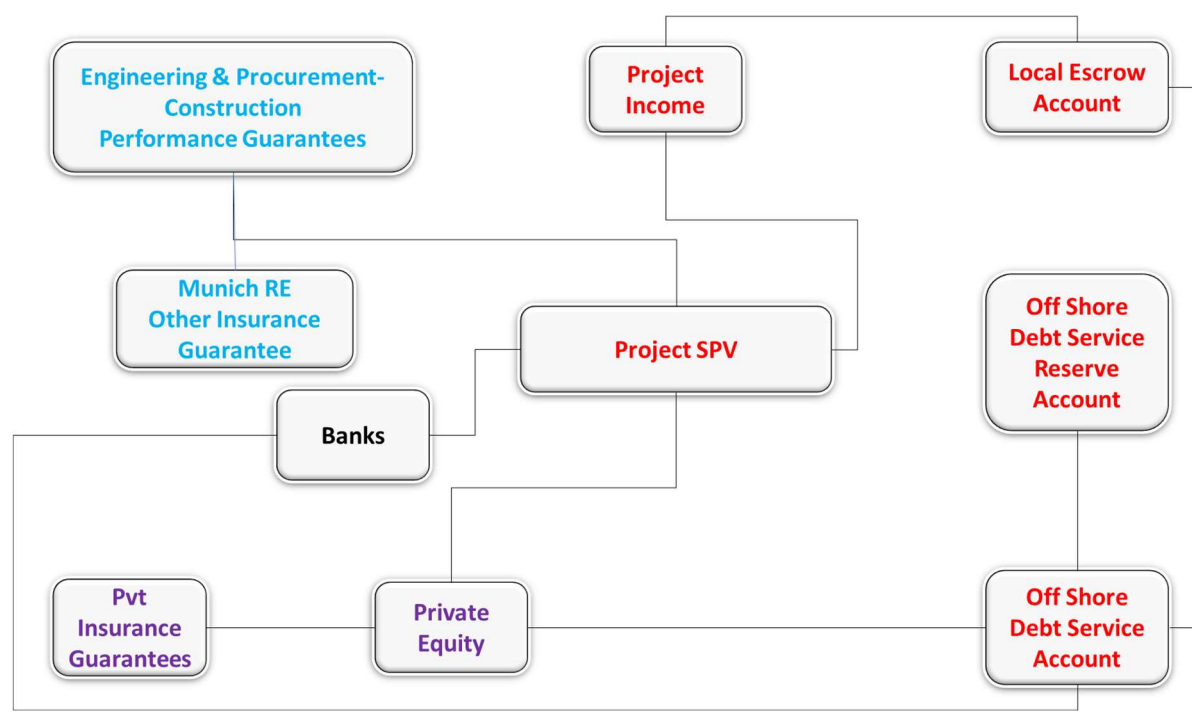 Engineering & Procurement-
Construction
Performance Guarantees
Project
Income
Local Escrow
Account
Munich RE
Other Insurance
Guarantee
Project SPV
Off Shore
Debt Service
Reserve
Account
Banks
Pvt
Insurance
Guarantees
Private
Equity
Off Shore
Debt Service
Account